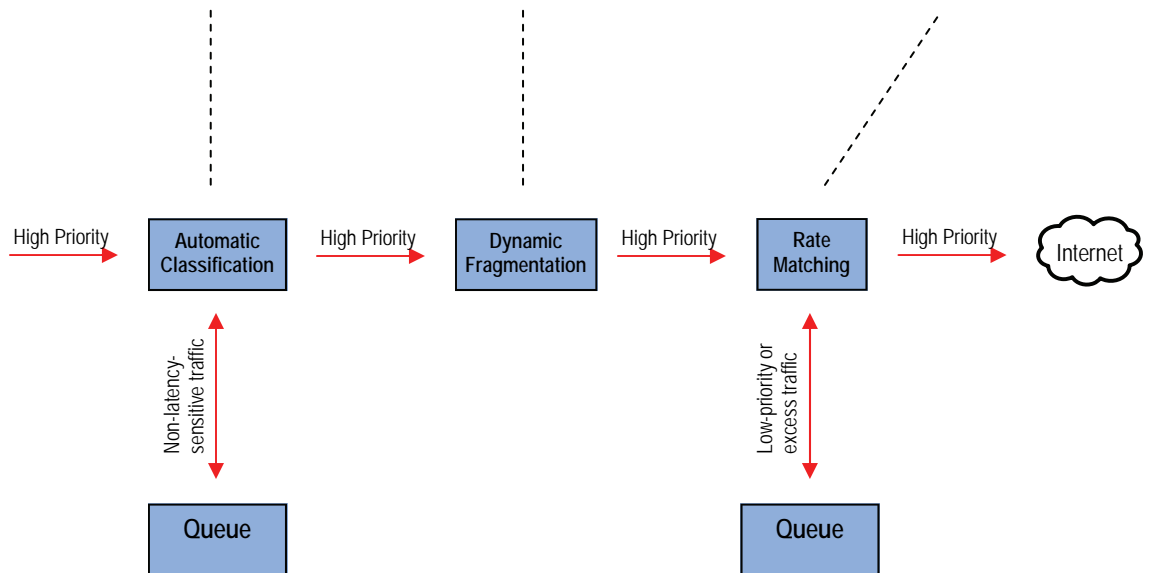 High Priority
Automatic
Classification
High Priority
Dynamic
Fragmentation
High Priority
Rate
Matching
High Priority
Internet
Non-latency-
sensitive traffic
Low-priority or
excess traffic
Queue
Queue